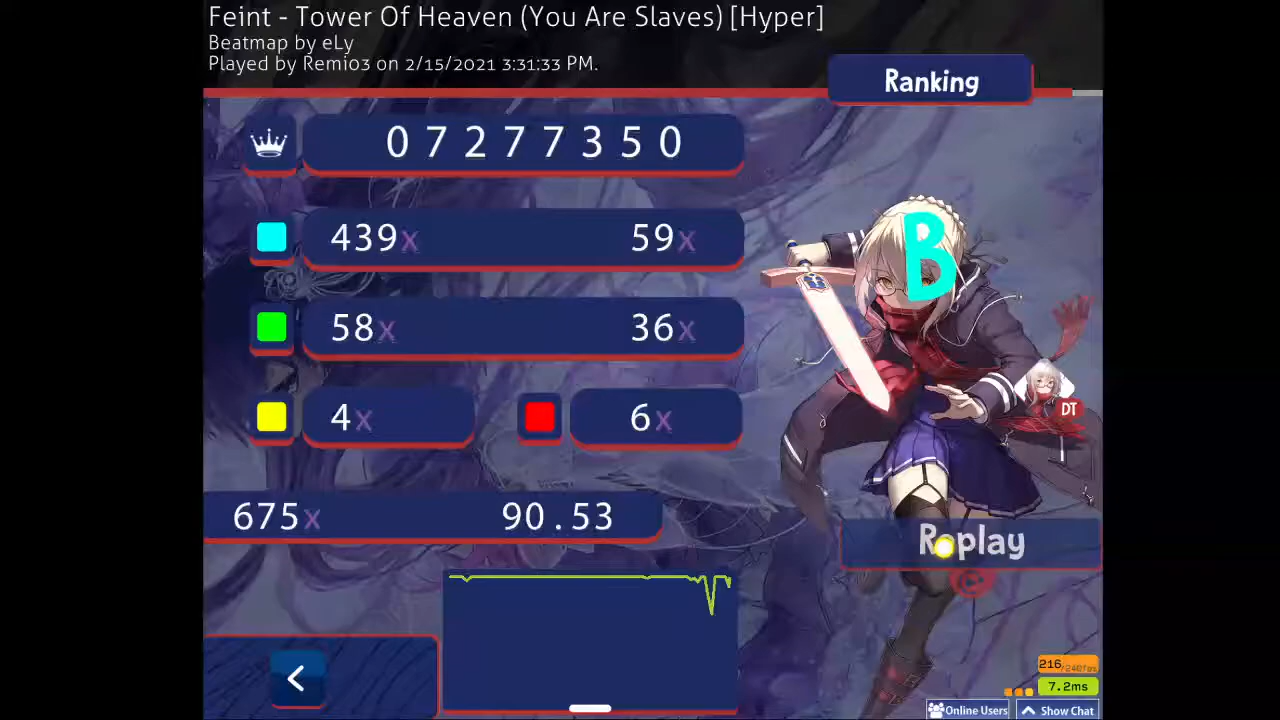 Feint - Tower Of Heaven (You Are Slaves) [Hyper]
Beatmap by eLy
Played by Remio3 on 2/15/2021 3:31:33 PM.
Ranking
07277350
439x 59x
B
58x 36x
4x 6x
DT
675x 90.53
Replay
216/240fps
7.2ms
Online Users Show Chat